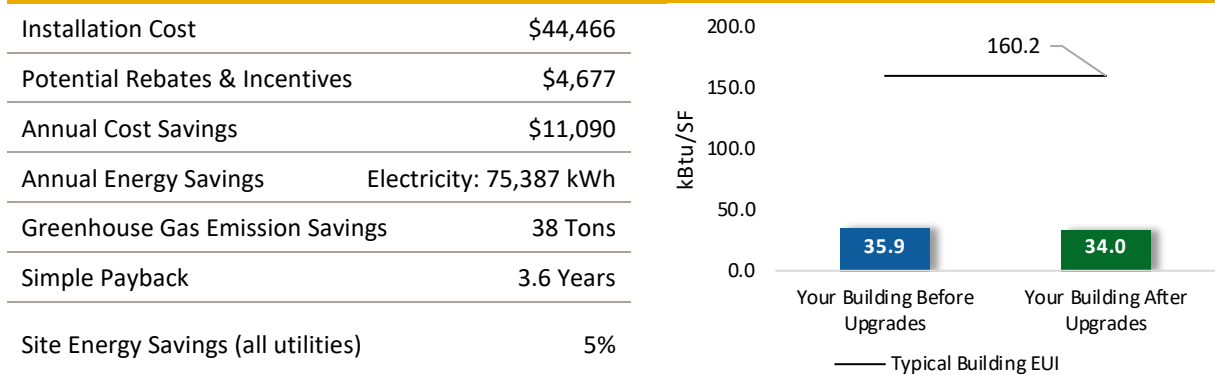 Installation Cost $44,466
Potential Rebates & Incentives $4,677
Annual Cost Savings $11,090
Annual Energy Savings Electricity: 75,387 kWh
Greenhouse Gas Emission Savings 38 Tons
Simple Payback 3.6 Years
Site Energy Savings (all utilities) 5%
kBtu/SF
200.0
150.0
100.0
50.0
0.0
160.2
35.9
34.0
Your Building Before
Upgrades
Your Building After
Upgrades
Typical Building EUI